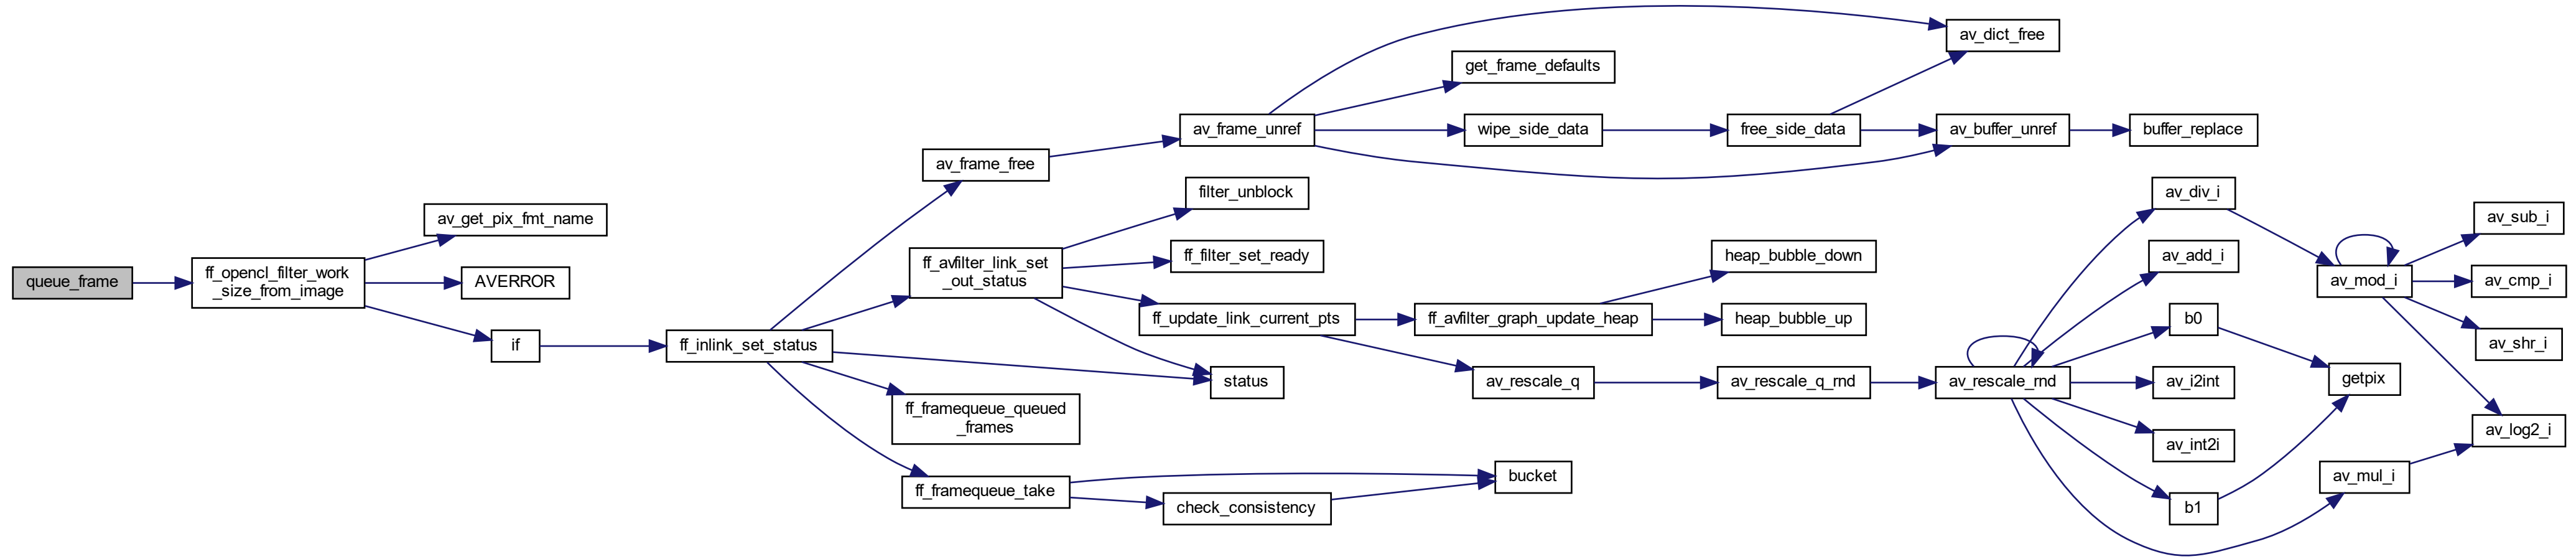 queue_frame
ff_opencl_filter_work
_size_from_image
av_get_pix_fmt_name
AVERROR
if
ff_inlink_set_status
av_frame_free
ff_avfilter_link_set
_out_status
ff_framequeue_queued
_frames
ff_framequeue_take
av_frame_unref
filter_unblock
ff_filter_set_ready
ff_update_link_current_pts
status
check_consistency
get_frame_defaults
wipe_side_data
ff_avfilter_graph_update_heap
av_rescale_q
bucket
free_side_data
heap_bubble_down
heap_bubble_up
av_rescale_q_rnd
av_dict_free
av_buffer_unref
av_rescale_rnd
buffer_replace
av_div_i
av_add_i
b0
av_i2int
av_int2i
b1
av_mod_i
getpix
av_mul_i
av_sub_i
av_cmp_i
av_shr_i
av_log2_i